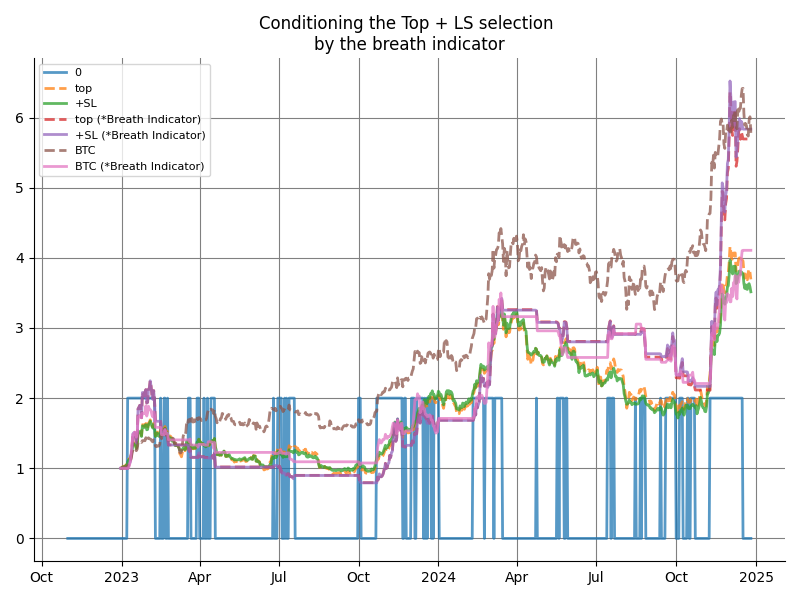 Conditioning the Top + LS selection
by the breath indicator
0
top
+SL
top (*Breath Indicator)
+SL (*Breath Indicator)
BTC
BTC (*Breath Indicator)
6
5
4
3
2
1
0
Oct 2023 Apr Jul Oct 2024 Apr Jul Oct 2025